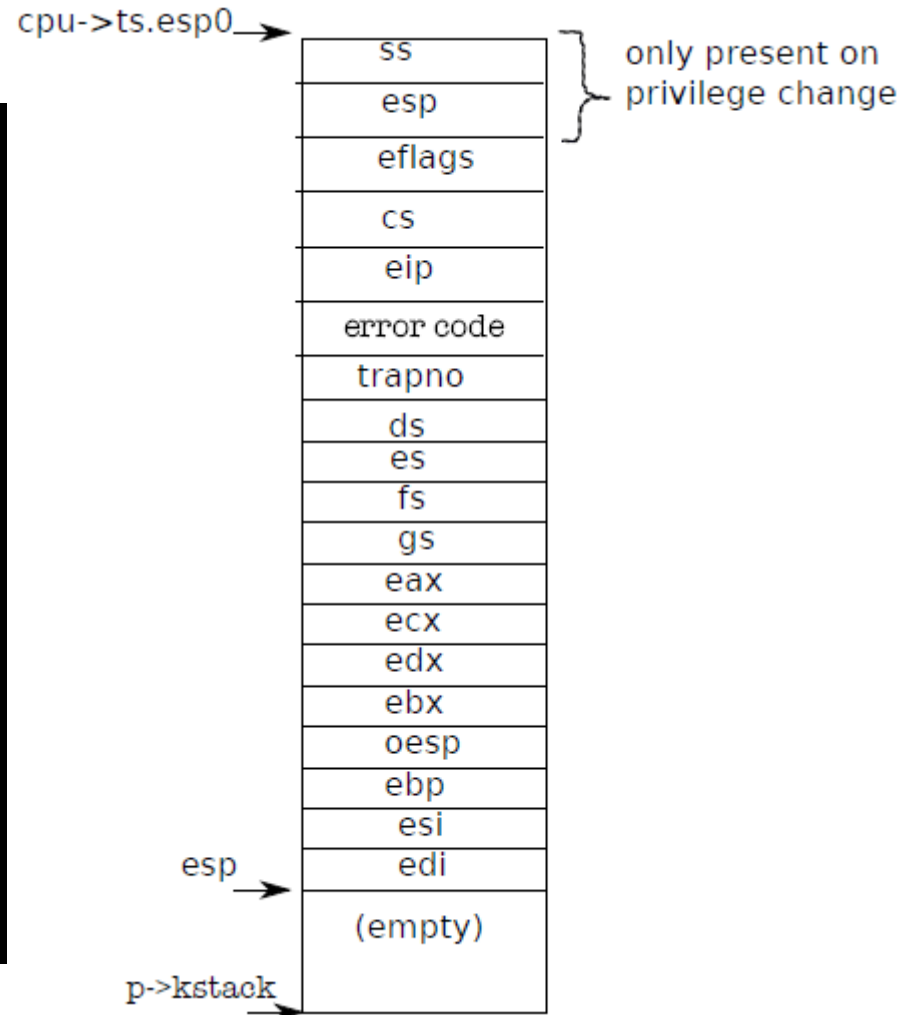 cpu->ts.esp0
ss
only present on
privilege change
esp
eflags
cs
eip
error code
trapno
ds
es
fs
gs
eax
ecx
edx
ebx
oesp
ebp
esi
esp
edi
(empty)
p->kstack